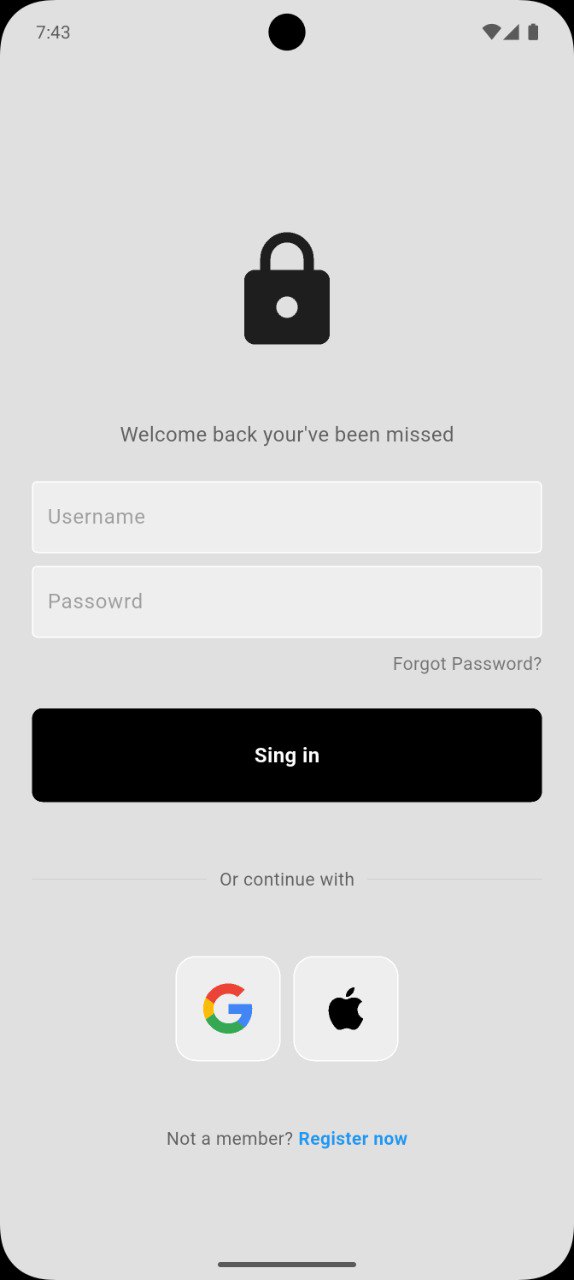 7:43
Welcome back your've been missed
Username
Passowrd
Forgot Password?
Sing in
Or continue with
Not a member? Register now